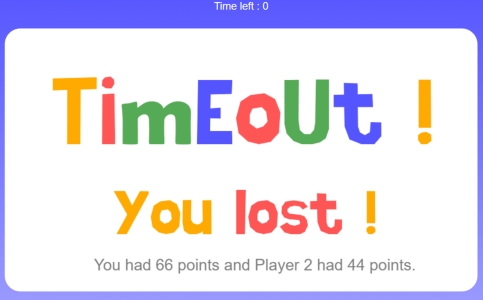 Time left : 0
TimEoUt !
You lost !
You had 66 points and Player 2 had 44 points.